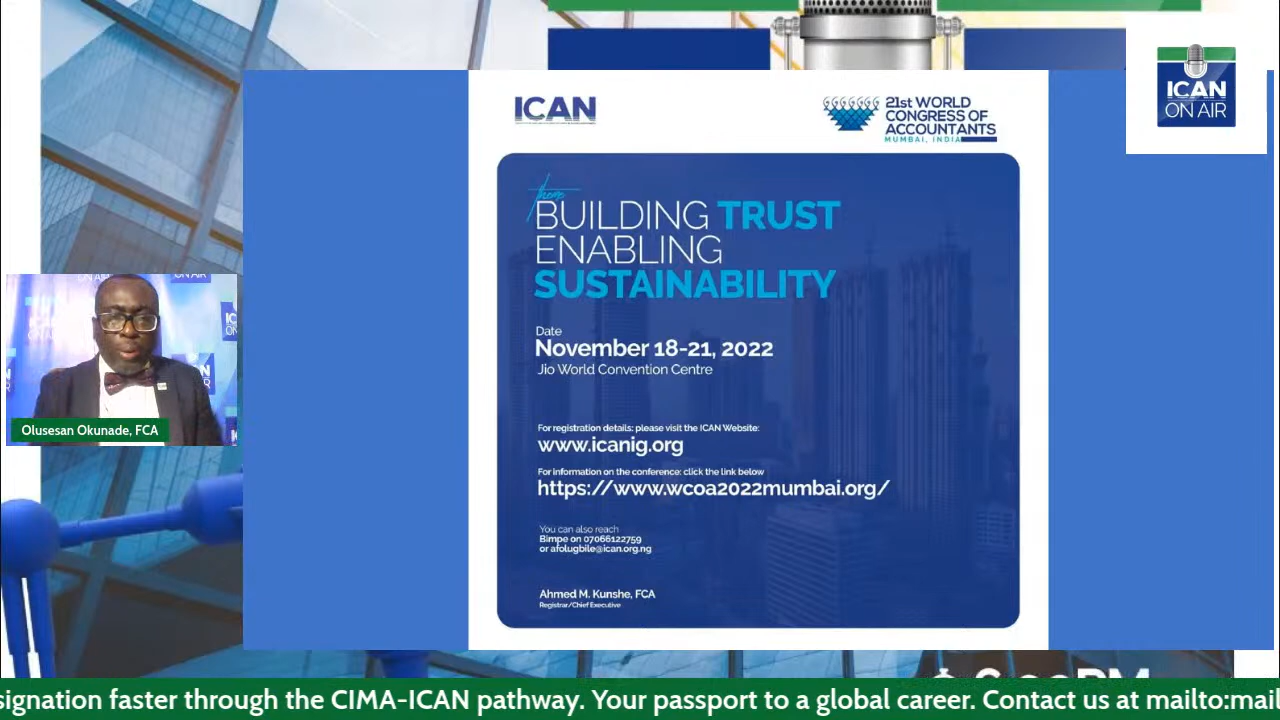 ICAN
21st WORLD
CONGRESS OF
ACCOUNTANTS
MUMBAI, INDIA
ICAN
ON AIR
theme
BUILDING TRUST
ENABLING
SUSTAINABILITY
Date
November 18-21, 2022
Jio World Convention Centre
For registration details: please visit the ICAN Website:
www.icanig.org
For information on the conference: click the link below
https://www.wcoa2022mumbai.org/
You can also reach
Bimpe on 07066122759
or afolugbile@ican.org.ng
Ahmed M. Kunshe, FCA
Registrar/Chief Executive
ON AIR
ICAN
Olusesan Okunade, FCA
signation faster through the CIMA-ICAN pathway. Your passport to a global career. Contact us at mailto:mail